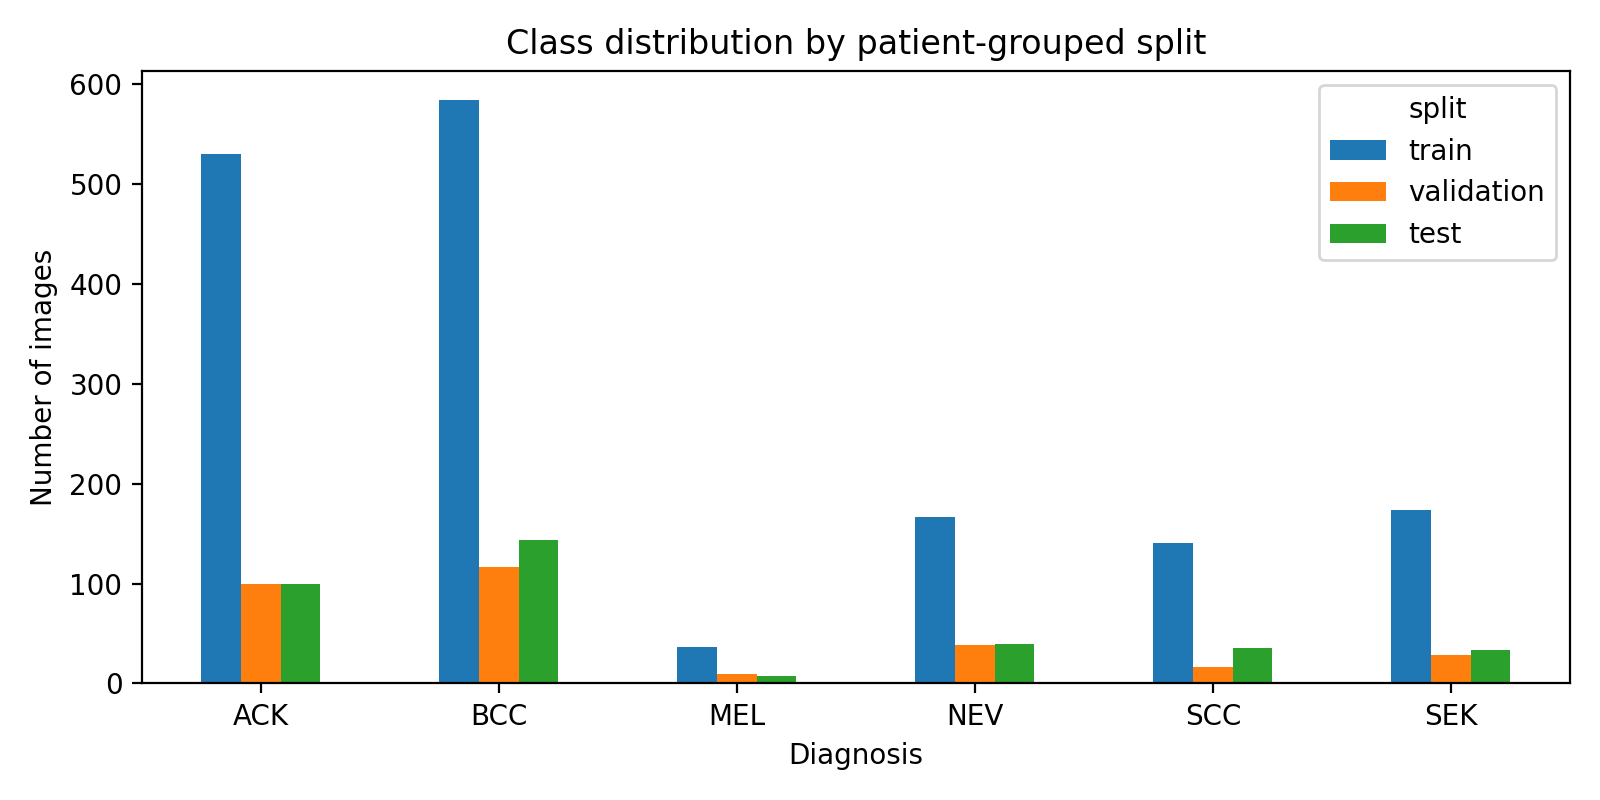 Class distribution by patient-grouped split
600
500
400
300
200
100
0
Number of images
split
train
validation
test
ACK BCC MEL NEV SCC SEK
Diagnosis